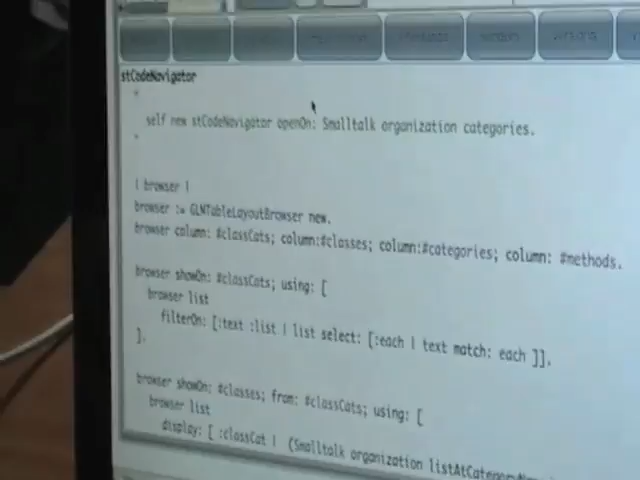 stCodeNavigator
"
self new stCodeNavigator openOn: Smalltalk organization categories.
"
| browser |
browser := GLMTableLayoutBrowser new.
browser column: #classCats; column:#classes; column:#categories; column: #methods.
browser showOn: #classCats; using: [
browser list
filterOn: [:text :list | list select: [:each | text match: each ]].
].
browser showOn: #classes; from: #classCats; using: [
browser list
display: [ :classCat | (Smalltalk organization